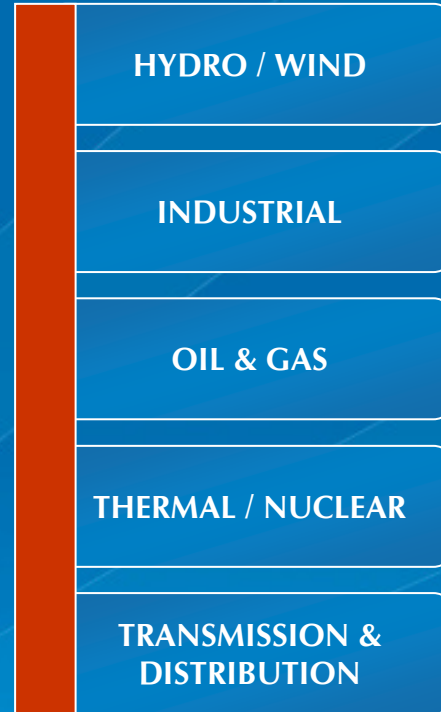 HYDRO / WIND
INDUSTRIAL
OIL & GAS
THERMAL / NUCLEAR
TRANSMISSION &
DISTRIBUTION